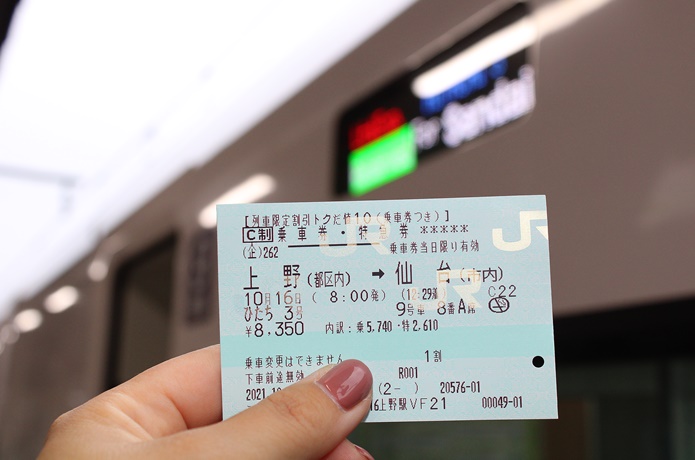 for Sendai
[列車限定割引トクだ値10(乗車券つき)]
C制 乗車券・特急券 *****
(企)262 乗車券当日限り有効
上 野(都区内) → 仙 台(市内)
10月16日 ( 8:00発) (12:29着) C22
ひたち 3号 9号車 8番A席
¥8,350 内訳:乗5,740・特2,610
乗車変更はできません 1割
下車前途無効 R001
2021.10 (2- ) 20576-01
上野駅VF21 00049-01